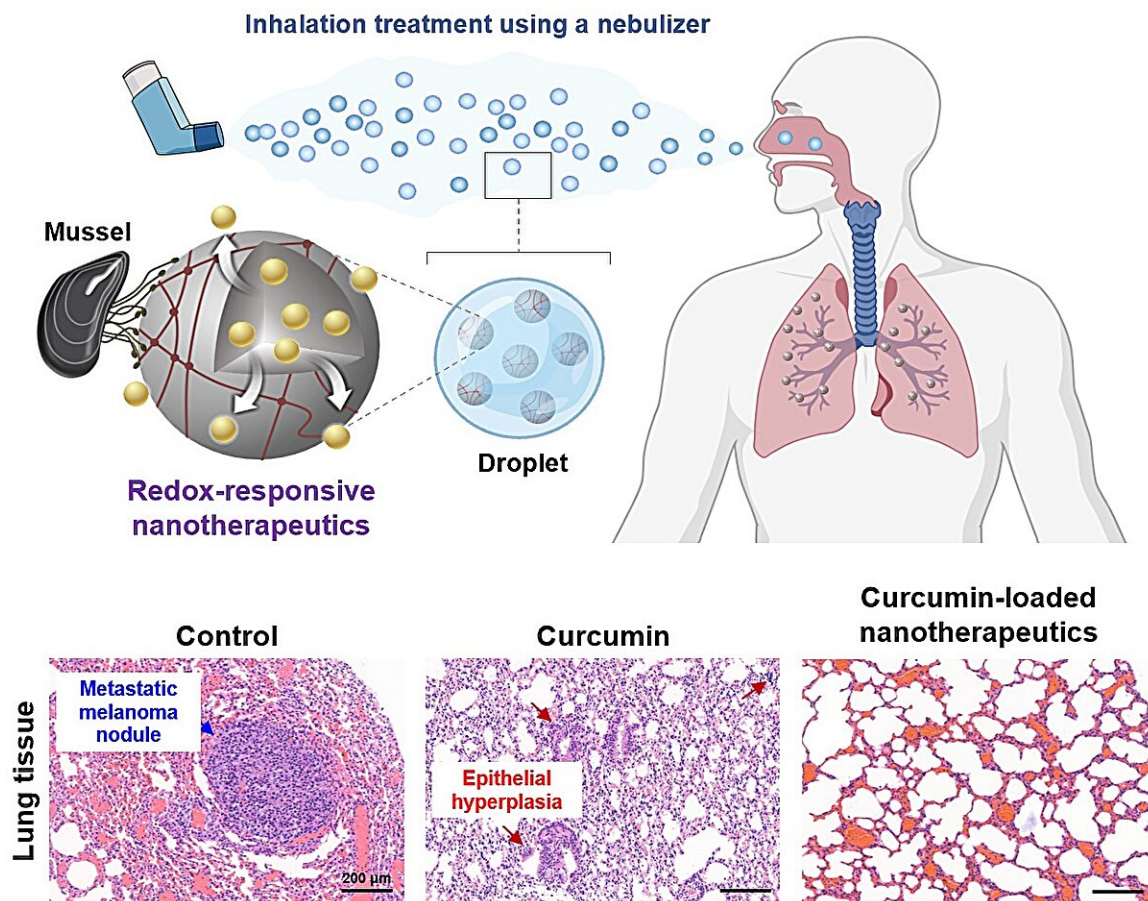 Inhalation treatment using a nebulizer
Mussel
Droplet
Redox-responsive
nanotherapeutics
Control
Curcumin
Curcumin-loaded
nanotherapeutics
Lung tissue
Metastatic
melanoma
nodule
200 μm
Epithelial
hyperplasia